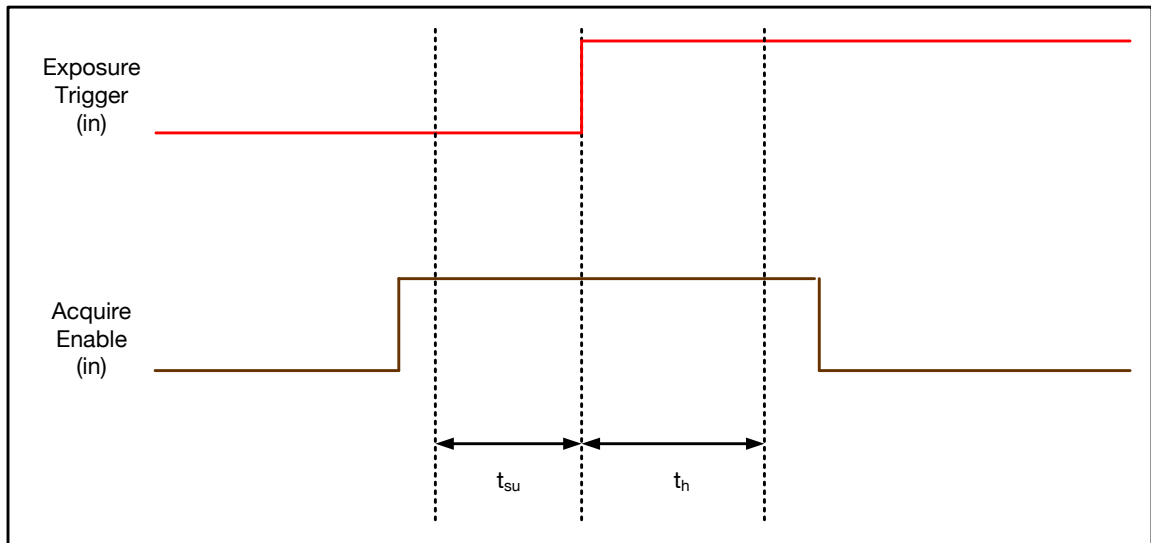 Exposure
Trigger
(in)
Acquire
Enable
(in)
tsu
th